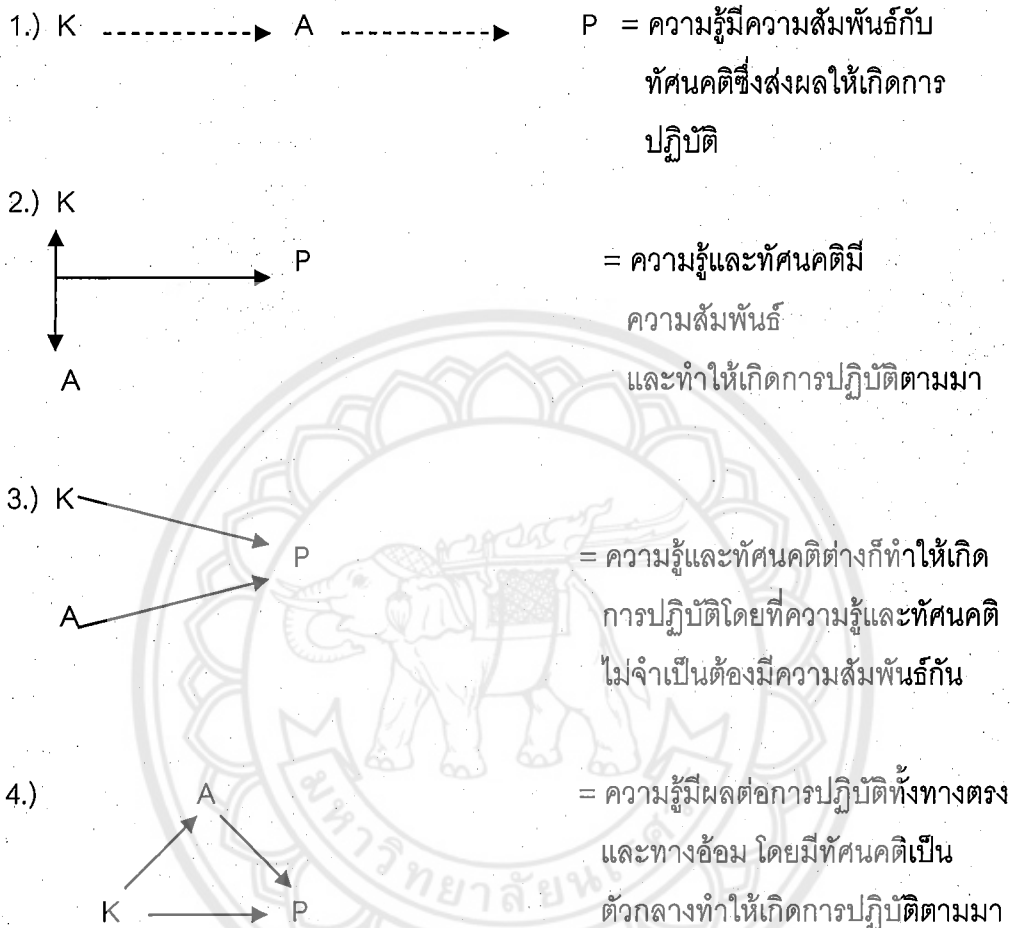 1.) K A P = ความรู้มีความสัมพันธ์กับ
ทัศนคติซึ่งส่งผลให้เกิดการ
ปฏิบัติ
2.) K
P = ความรู้และทัศนคติมี
ความสัมพันธ์
A และทำให้เกิดการปฏิบัติตามมา
3.) K
P = ความรู้และทัศนคติต่างก็ทำให้เกิด
A การปฏิบัติโดยที่ความรู้และทัศนคติ
ไม่จำเป็นต้องมีความสัมพันธ์กัน
4.) A = ความรู้มีผลต่อการปฏิบัติทั้งทางตรง
และทางอ้อม โดยมีทัศนคติเป็น
K P ตัวกลางทำให้เกิดการปฏิบัติตามมา